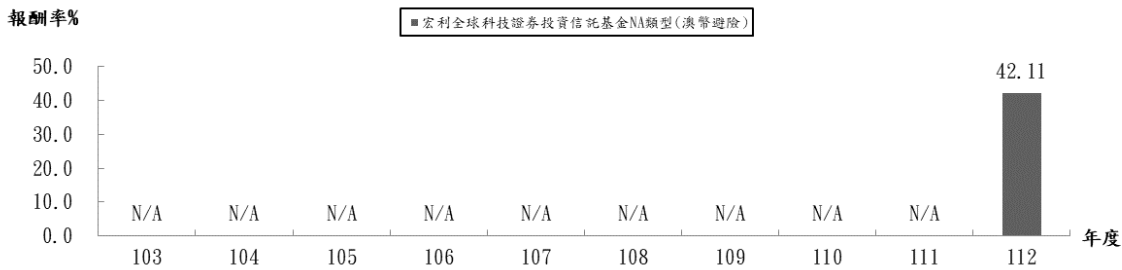 報酬率%
■宏利全球科技證券投資信託基金NA類型(澳幣避險)
50.0
40.0
30.0
20.0
10.0
0.0
N/A N/A N/A N/A N/A N/A N/A N/A N/A 42.11
103 104 105 106 107 108 109 110 111 112
年度